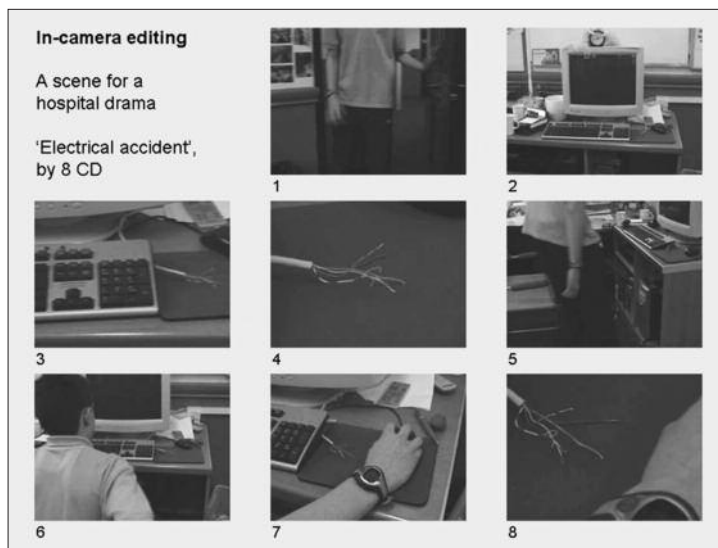 In-camera editing
A scene for a
hospital drama
‘Electrical accident’,
by 8 CD
1
2
3
4
5
6
7
8